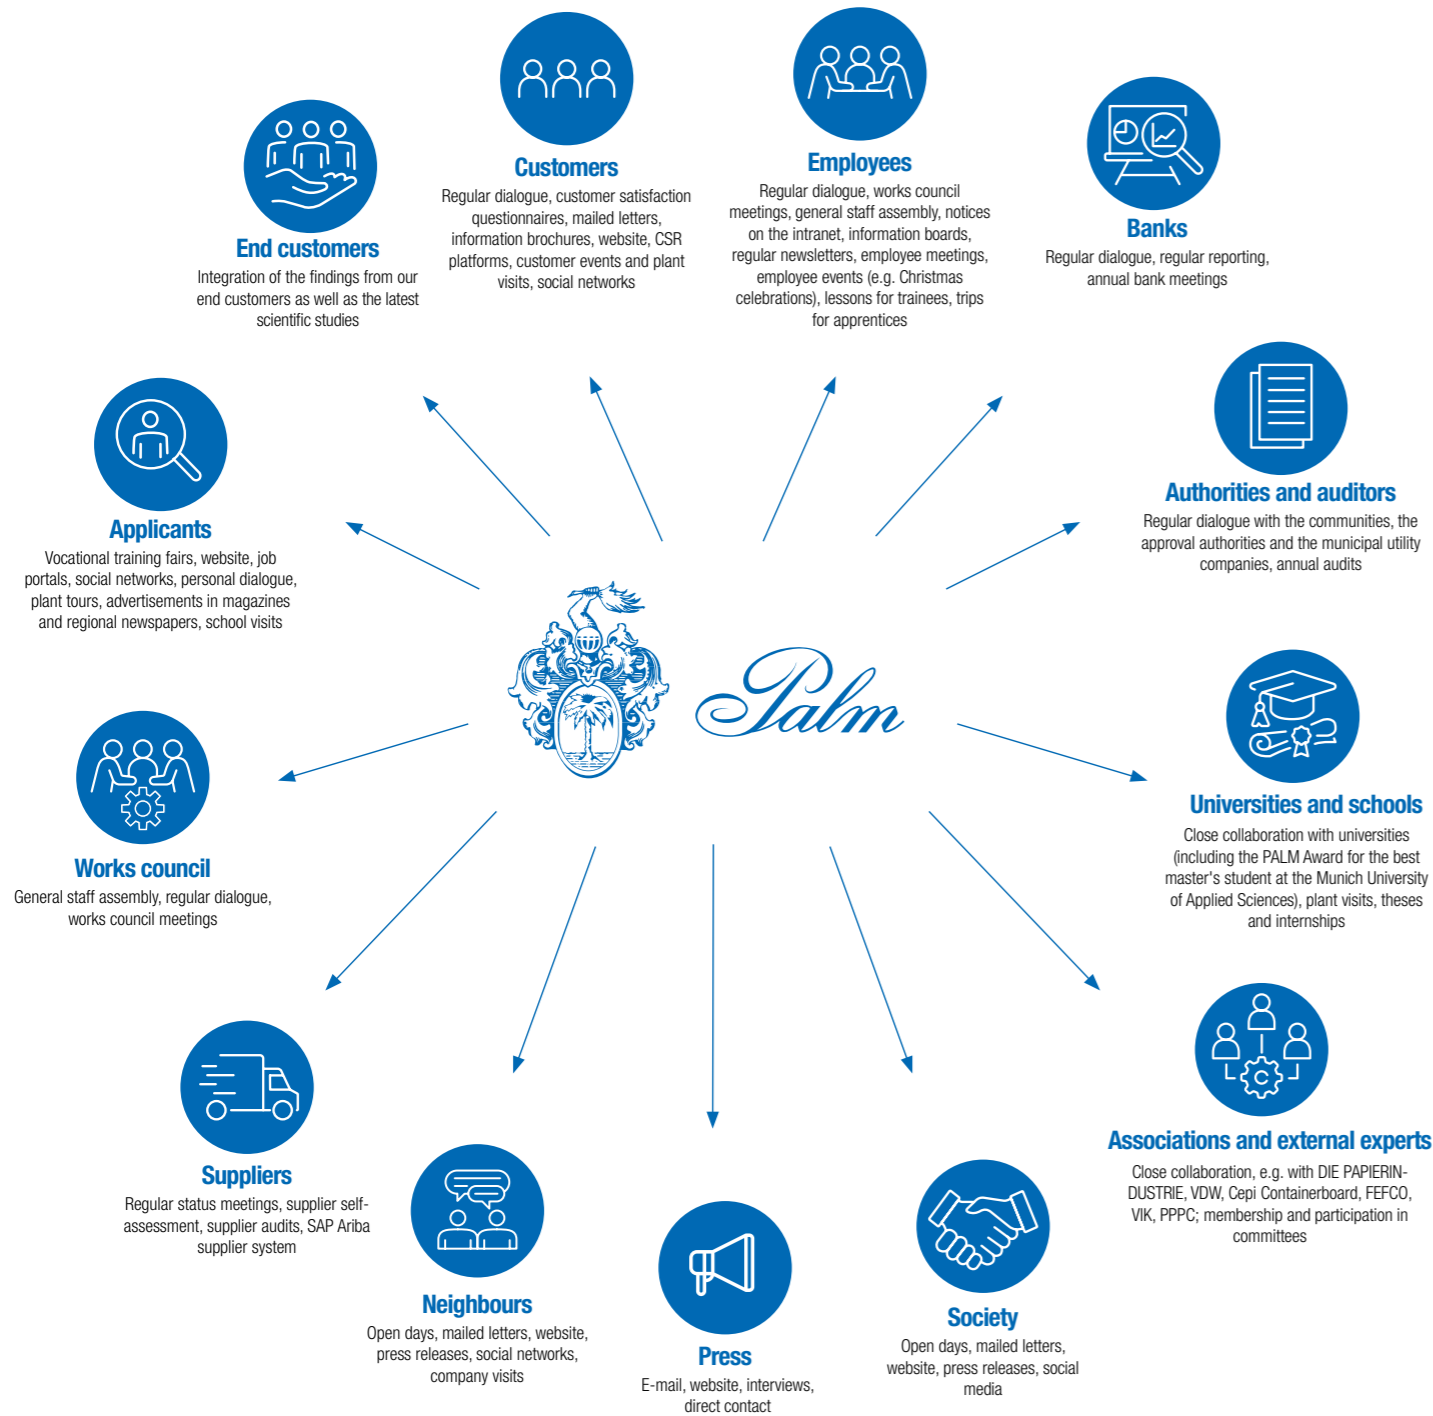 Customers
Regular dialogue, customer satisfaction
questionnaires, mailed letters,
information brochures, website, CSR
platforms, customer events and plant
visits, social networks
Employees
Regular dialogue, works council
meetings, general staff assembly, notices
on the intranet, information boards,
regular newsletters, employee meetings,
employee events (e.g. Christmas
celebrations), lessons for trainees, trips
for apprentices
End customers
Integration of the findings from our
end customers as well as the latest
scientific studies
Banks
Regular dialogue, regular reporting,
annual bank meetings
Applicants
Vocational training fairs, website, job
portals, social networks, personal dialogue,
plant tours, advertisements in magazines
and regional newspapers, school visits
Authorities and auditors
Regular dialogue with the communities, the
approval authorities and the municipal utility
companies, annual audits
Palm
Works council
General staff assembly, regular dialogue,
works council meetings
Universities and schools
Close collaboration with universities
(including the PALM Award for the best
master's student at the Munich University
of Applied Sciences), plant visits, theses
and internships
Suppliers
Regular status meetings, supplier self-
assessment, supplier audits, SAP Ariba
supplier system
C
Associations and external experts
Close collaboration, e.g. with DIE PAPIERIN-
DUSTRIE, VDW, Cepi Containerboard, FEFCO,
VIK, PPPC; membership and participation in
committees
Neighbours
Open days, mailed letters, website,
press releases, social networks,
company visits
Press
E-mail, website, interviews,
direct contact
Society
Open days, mailed letters,
website, press releases, social
media